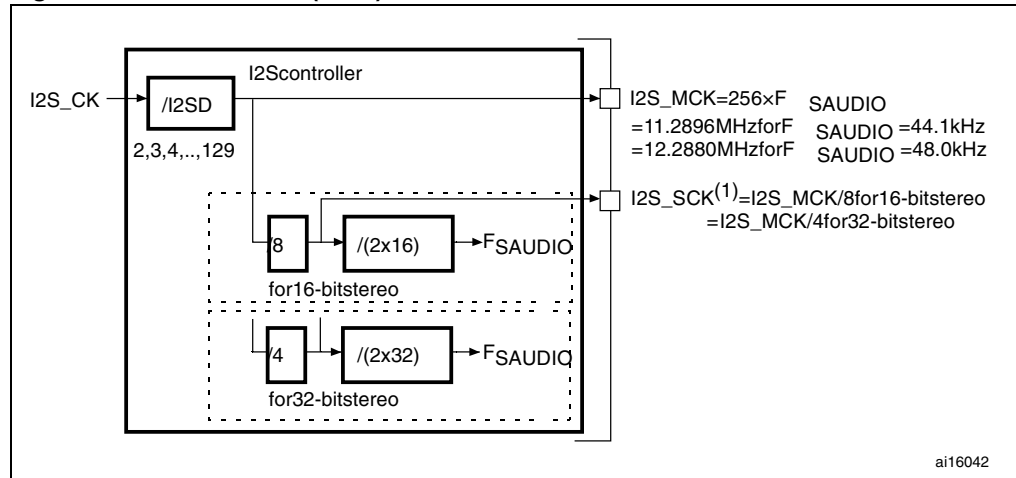 I2Scontroller
I2S_CK
/I2SD
2,3,4,..,129
I2S_MCK=256×F SAUDIO
=11.2896MHzforF SAUDIO =44.1kHz
=12.2880MHzforF SAUDIO =48.0kHz
I2S_SCK(1)=I2S_MCK/8for16-bitstereo
=I2S_MCK/4for32-bitstereo
/8
/(2x16)
FSAUDIO
for16-bitstereo
/4
/(2x32)
FSAUDIO
for32-bitstereo
ai16042